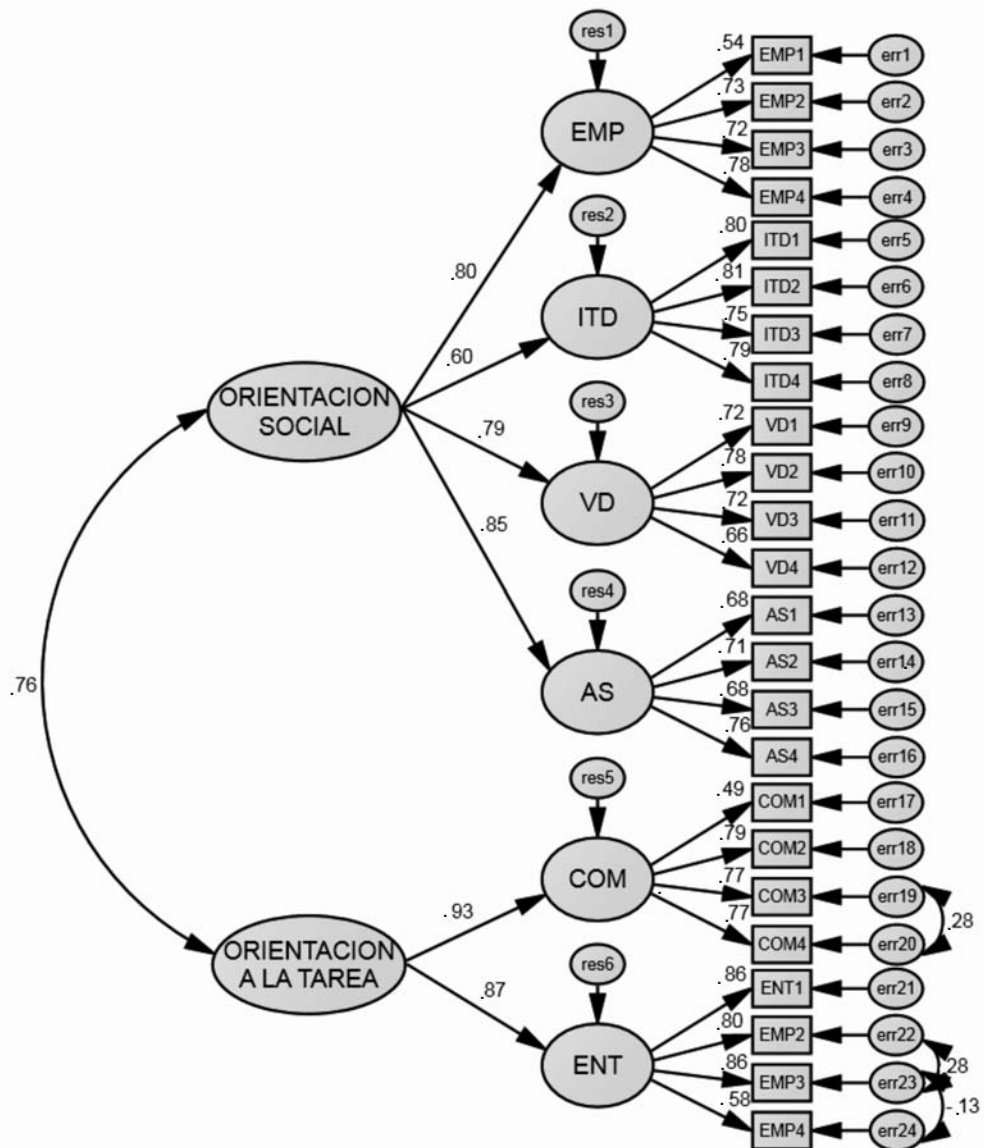 res1
.54
EMP1
err1
.73
EMP2
err2
EMP
.72
EMP3
err3
.78
EMP4
err4
res2
.80
ITD1
err5
.80
.81
ITD2
err6
ITD
.75
ITD3
err7
.60
.79
ITD4
err8
ORIENTACION
SOCIAL
res3
.72
VD1
err9
.79
.78
VD2
err10
VD
.72
VD3
err11
.85
.66
VD4
err12
res4
.68
AS1
err13
.71
AS2
err14
.76
AS
.68
AS3
err15
.76
AS4
err16
res5
.49
COM1
err17
.79
COM2
err18
COM
.77
COM3
err19
.93
.77
COM4
err20
.28
ORIENTACION
A LA TAREA
res6
.86
ENT1
err21
.87
.80
EMP2
err22
ENT
.86
EMP3
err23
.28
.58
EMP4
err24
-.13